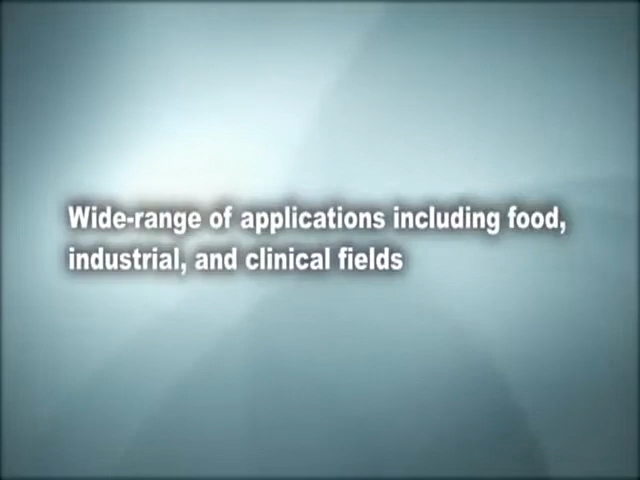 Wide-range of applications including food,
industrial, and clinical fields